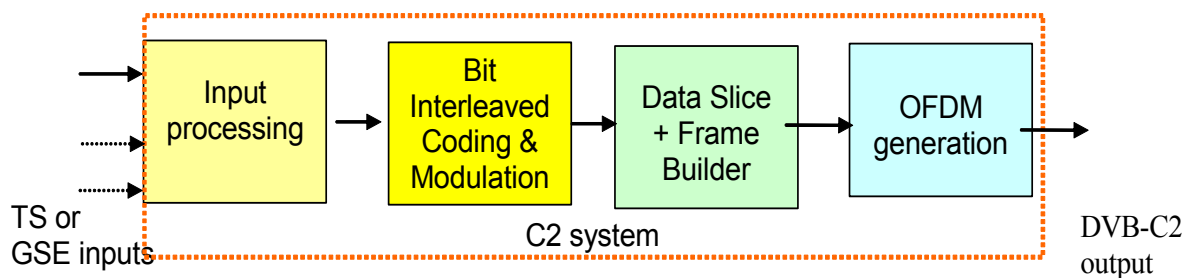 Input
processing
Bit
Interleaved
Coding &
Modulation
Data Slice
+ Frame
Builder
OFDM
generation
TS or
GSE inputs
C2 system
DVB-C2
output